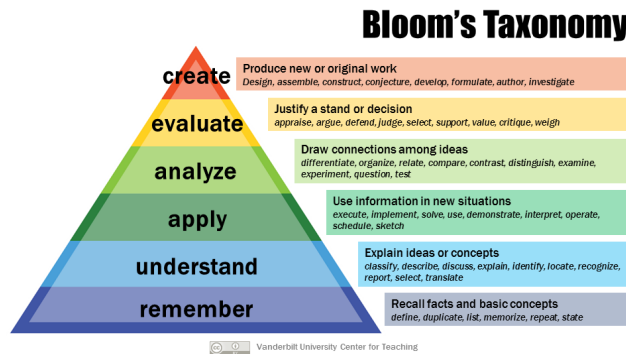 Bloom's Taxonomy
create
Produce new or original work
Design, assemble, construct, conjecture, develop, formulate, author, investigate
evaluate
Justify a stand or decision
appraise, argue, defend, judge, select, support, value, critique, weigh
analyze
Draw connections among ideas
differentiate, organize, relate, compare, contrast, distinguish, examine,
experiment, question, test
apply
Use information in new situations
execute, implement, solve, use, demonstrate, interpret, operate,
schedule, sketch
understand
Explain ideas or concepts
classify, describe, discuss, explain, identify, locate, recognize,
report, select, translate
remember
Recall facts and basic concepts
define, duplicate, list, memorize, repeat, state
cc
Vanderbilt University Center for Teaching